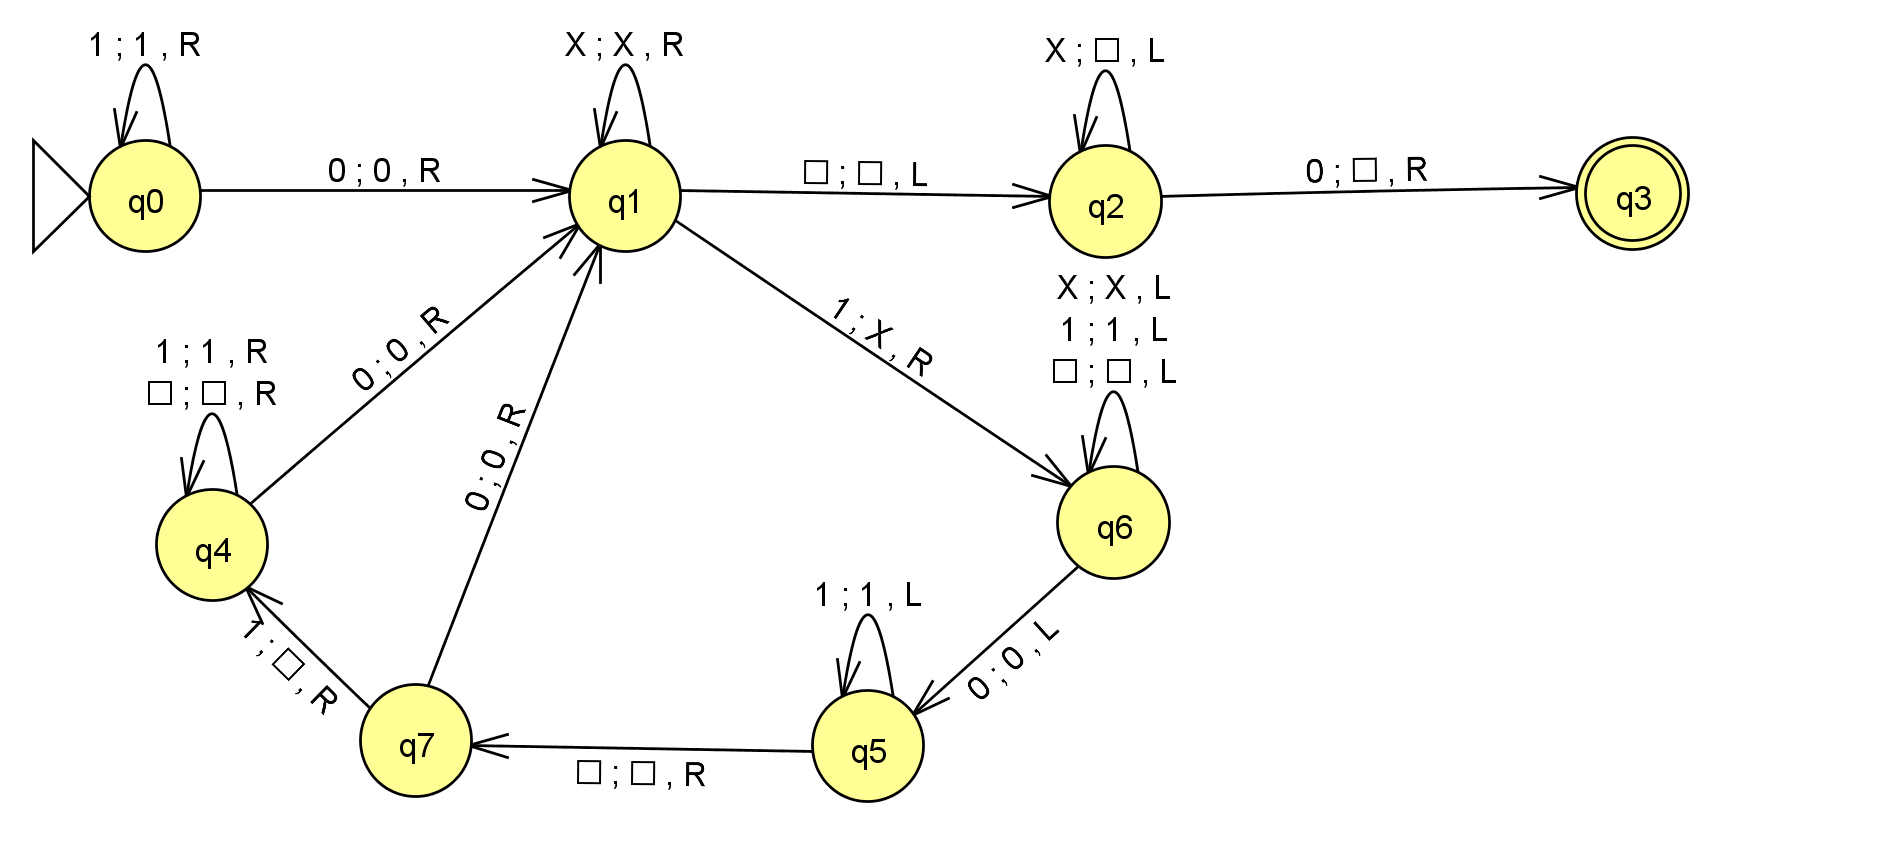 1 ; 1 , R
X ; X , R
X ; □ , L
0 ; 0 , R
□ ; □ , L
0 ; □ , R
q0
q1
q2
q3
X ; X , L
1 ; 1 , L
□ ; □ , L
1 ; X , R
0 ; 0 , R
1 ; 1 , R
□ ; □ , R
0 ; 0 , R
q4
q6
1 ; 1 , L
0 ; 0 , L
1 ; □ , R
q7
q5
□ ; □ , R